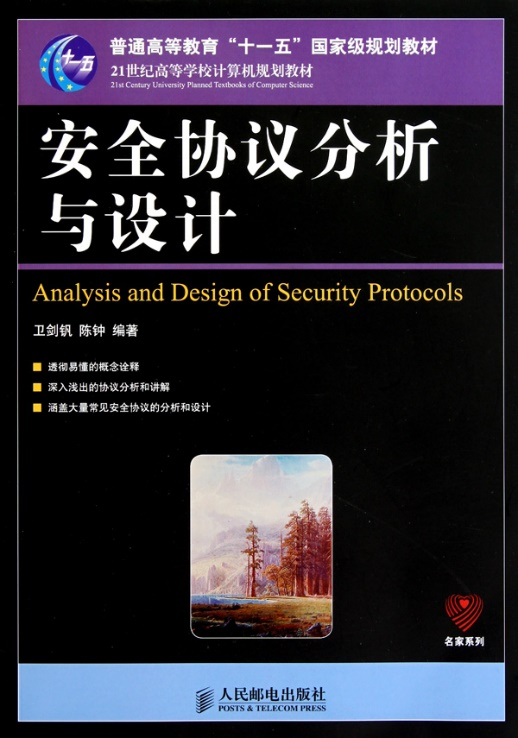 十一五
普通高等教育“十一五”国家级规划教材
21世纪高等学校计算机规划教材
21st Century University Planned Textbooks of Computer Science
安全协议分析
与设计
Analysis and Design of Security Protocols
卫剑钒 陈钟 编著
■ 透彻易懂的概念诠释
■ 深入浅出的协议分析和讲解
■ 涵盖大量常见安全协议的分析和设计
名家系列
人民邮电出版社
POSTS & TELECOM PRESS